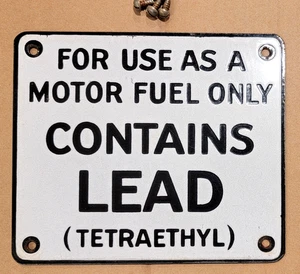 FOR USE AS A
MOTOR FUEL ONLY
CONTAINS
LEAD
(TETRAETHYL)